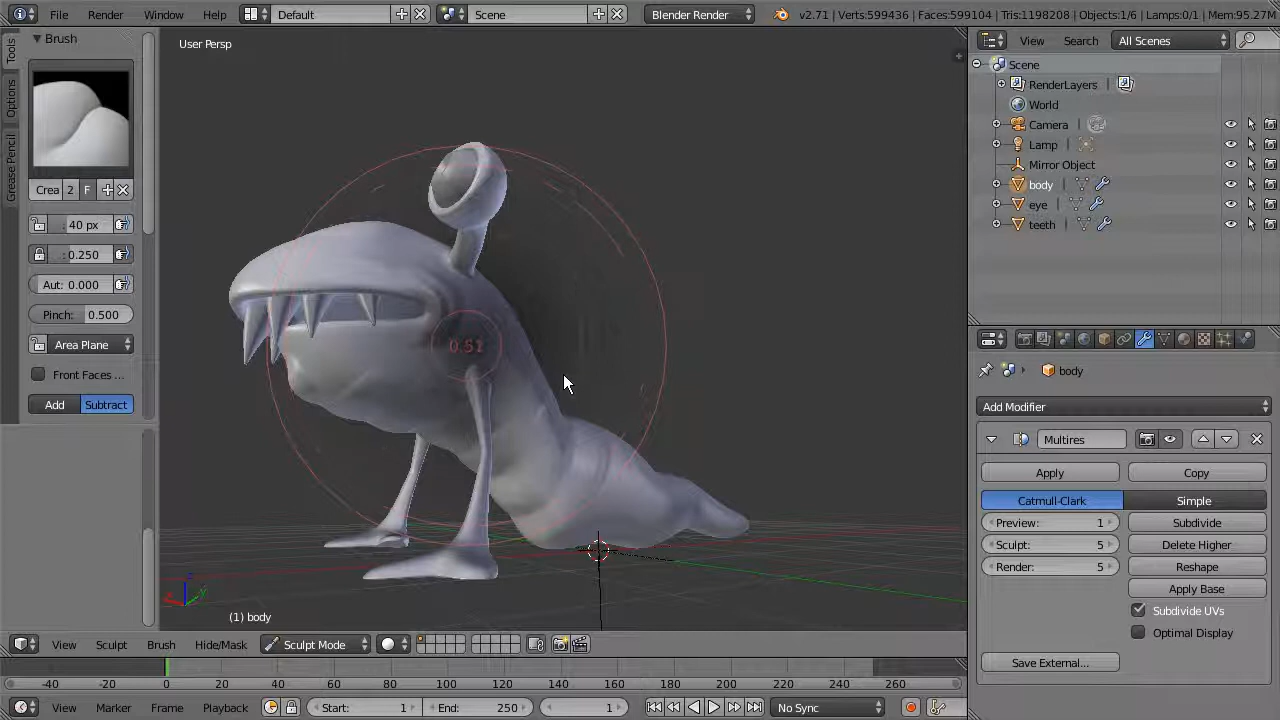 File Render Window Help Default Scene Blender Render v2.71 | Verts:599436 | Faces:599104 | Tris:1198208 | Objects:1/6 | Lamps:0/1 | Mem:95.27M
Brush
Tools
Options
Grease Pencil
Crea 2 F
40 px
0.250
Aut: 0.000
Pinch: 0.500
Area Plane
Front Faces ...
Add Subtract
User Persp
0.51
(1) body
View Sculpt Brush Hide/Mask Sculpt Mode
-40 -20 0 20 40 60 80 100 120 140 160 180 200 220 240 260
View Marker Frame Playback Start: 1 End: 250 1 No Sync
View Search All Scenes
Scene
RenderLayers
World
Camera
Lamp
Mirror Object
body
eye
teeth
body
Add Modifier
Multires
Apply Copy
Catmull-Clark Simple
Preview: 1 Subdivide
Sculpt: 5 Delete Higher
Render: 5 Reshape
Apply Base
Subdivide UVs
Optimal Display
Save External...